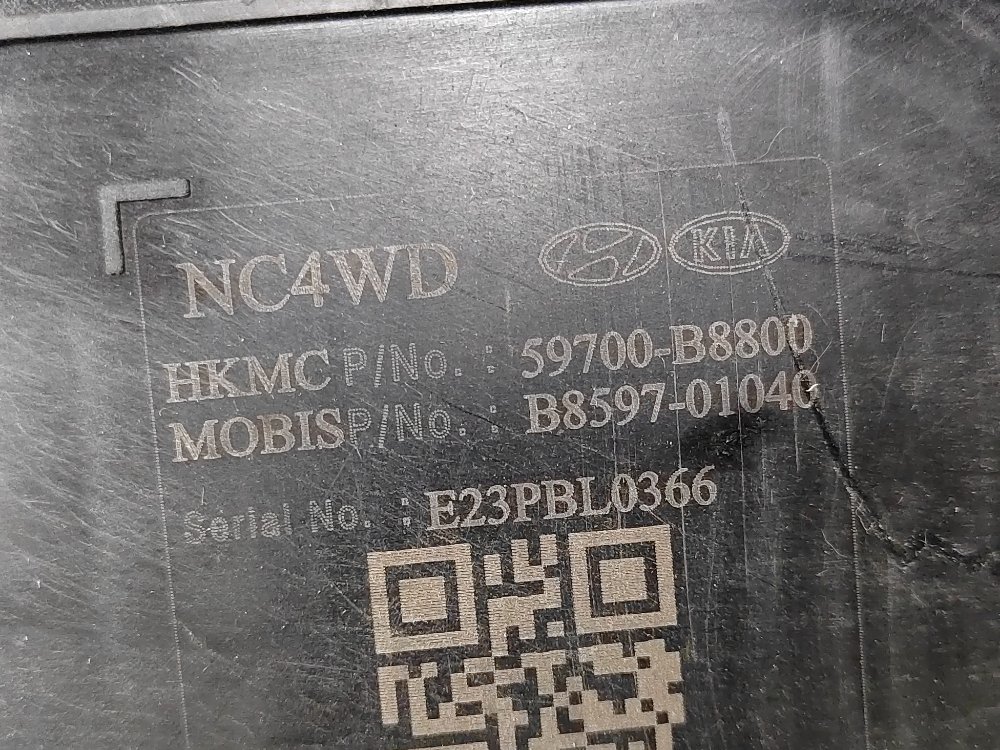 NC4WD KIA
HKMC P/No. : 59700-B8800
MOBIS P/No. : B8597-01040
Serial No. : E23PBL0366